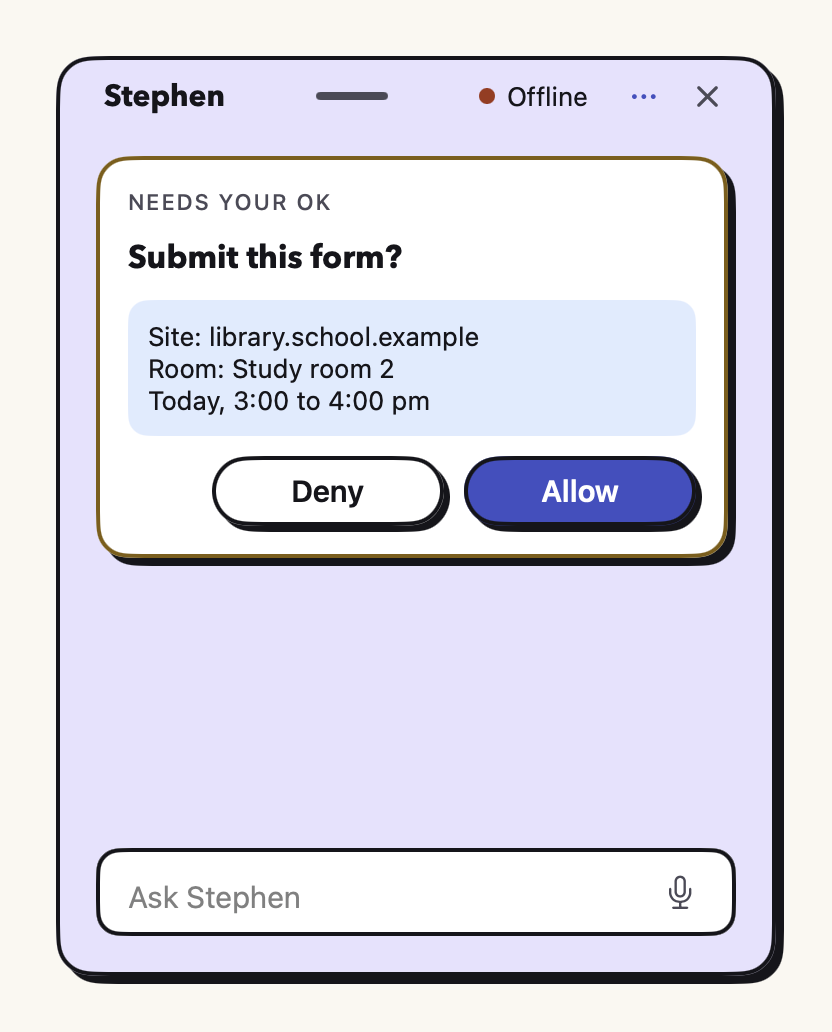 Stephen
Offline
NEEDS YOUR OK
Submit this form?
Site: library.school.example
Room: Study room 2
Today, 3:00 to 4:00 pm
Deny
Allow
Ask Stephen